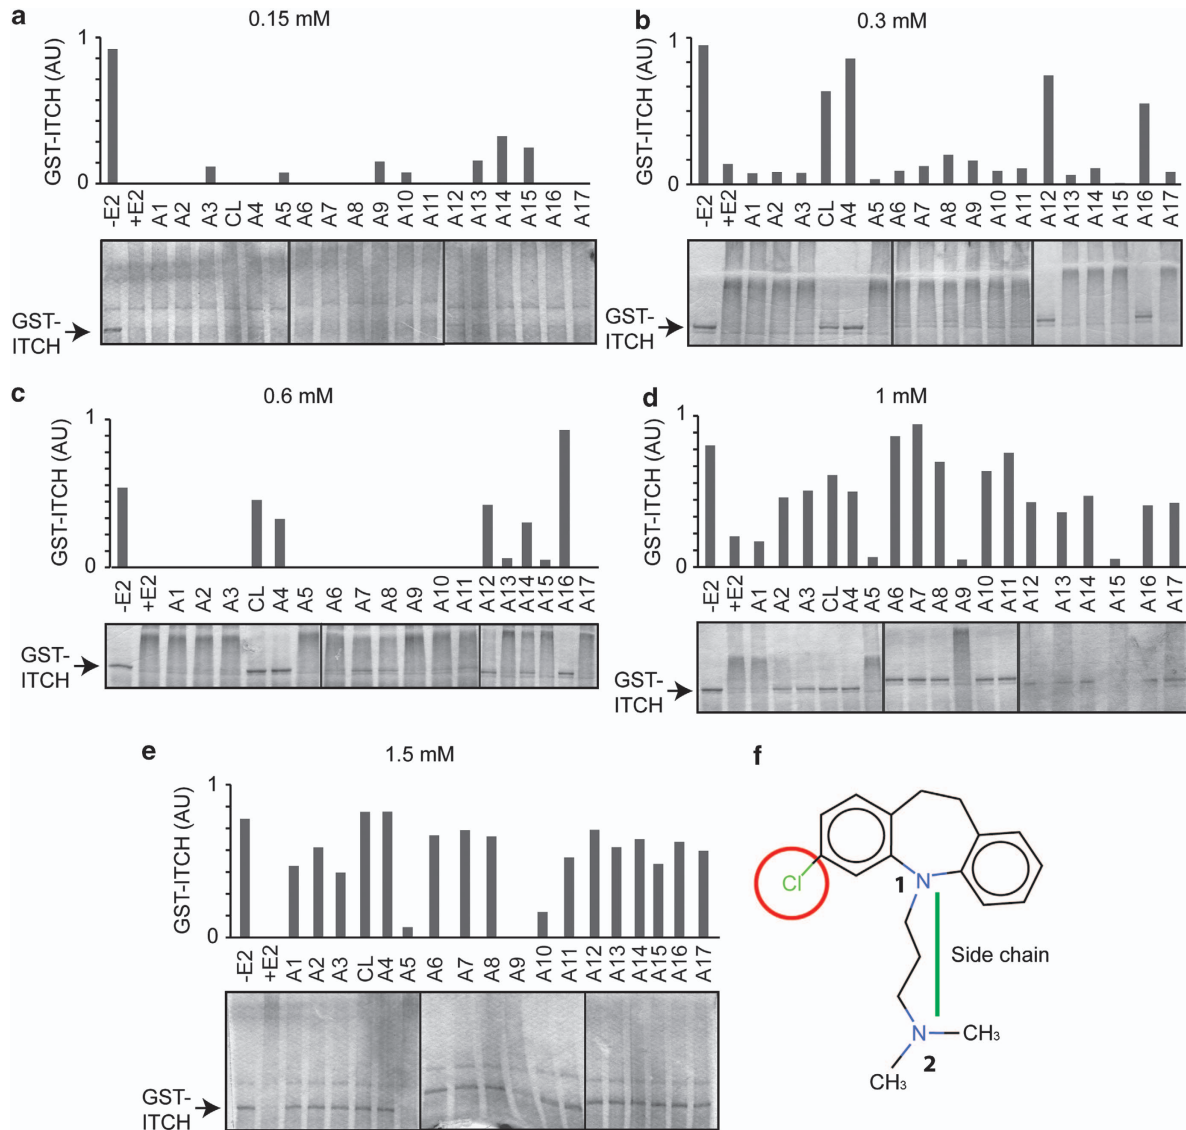 a
0.15 mM
GST-ITCH (AU)
1
0
-E2 +E2 A1 A2 A3 CL A4 A5 A6 A7 A8 A9 A10 A11 A12 A13 A14 A15 A16 A17
GST-
ITCH
b
0.3 mM
GST-ITCH (AU)
1
0
-E2 +E2 A1 A2 A3 CL A4 A5 A6 A7 A8 A9 A10 A11 A12 A13 A14 A15 A16 A17
GST-
ITCH
c
0.6 mM
GST-ITCH (AU)
1
0
-E2 +E2 A1 A2 A3 CL A4 A5 A6 A7 A8 A9 A10 A11 A12 A13 A14 A15 A16 A17
GST-
ITCH
d
1 mM
GST-ITCH (AU)
1
0
-E2 +E2 A1 A2 A3 CL A4 A5 A6 A7 A8 A9 A10 A11 A12 A13 A14 A15 A16 A17
GST-
ITCH
e
1.5 mM
GST-ITCH (AU)
1
0
-E2 +E2 A1 A2 A3 CL A4 A5 A6 A7 A8 A9 A10 A11 A12 A13 A14 A15 A16 A17
GST-
ITCH
f
Cl
1 N
Side chain
N CH3
2
CH3